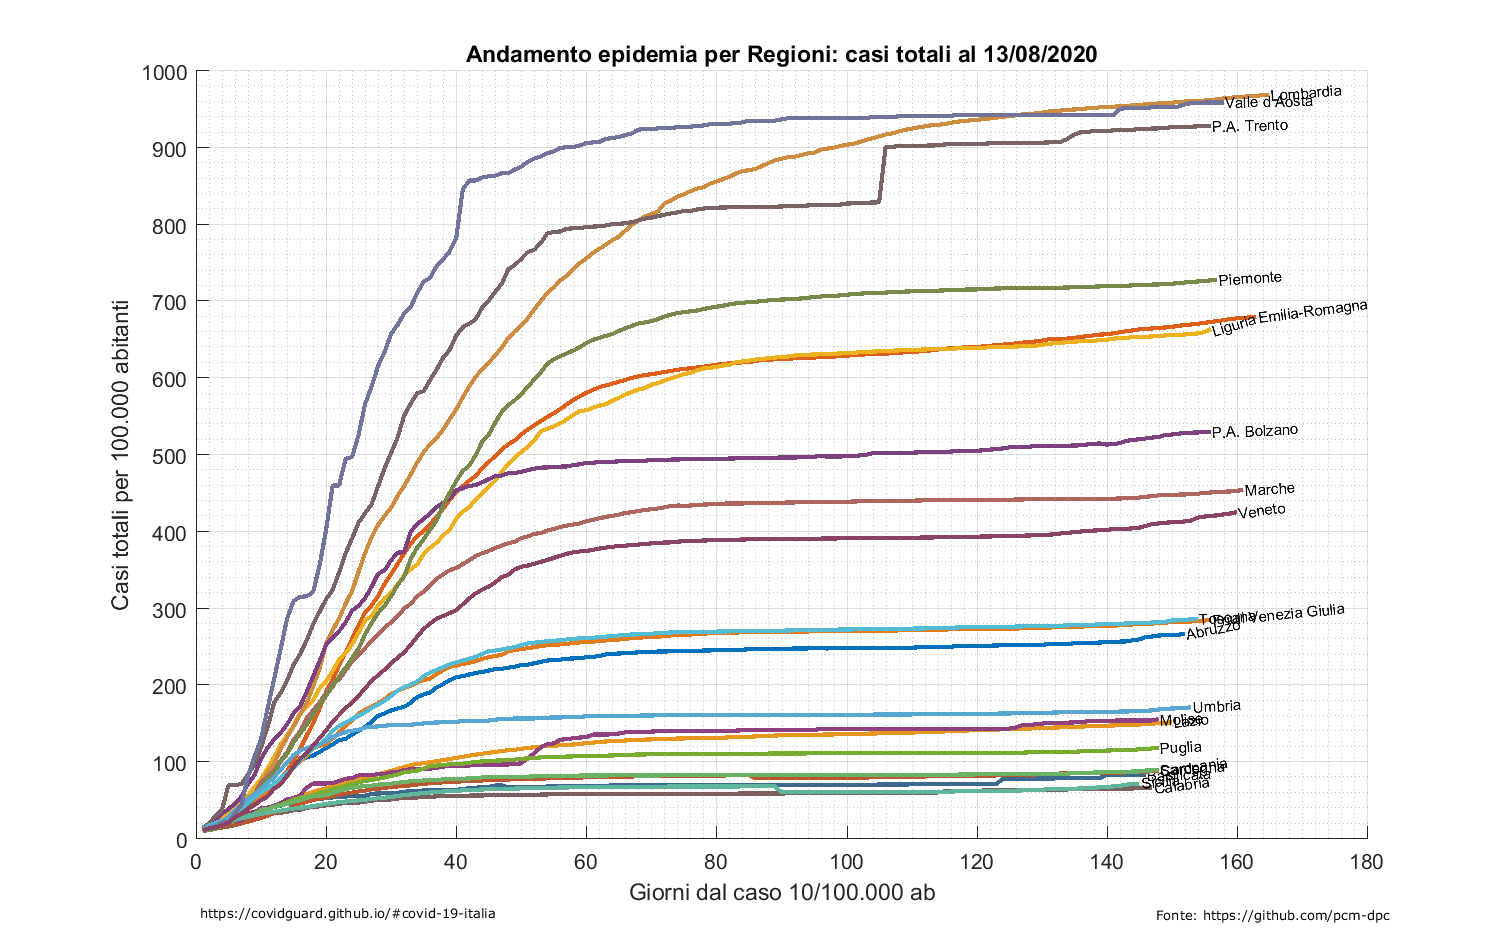 Andamento epidemia per Regioni: casi totali al 13/08/2020
Casi totali per 100.000 abitanti
1000
900
800
700
600
500
400
300
200
100
0
Lombardia
Valle d'Aosta
P.A. Trento
Piemonte
Emilia-Romagna
Liguria
P.A. Bolzano
Marche
Veneto
Toscana
Friuli Venezia Giulia
Abruzzo
Umbria
Molise
Lazio
Puglia
Campania
Sardegna
Basilicata
Sicilia
Calabria
0 20 40 60 80 100 120 140 160 180
Giorni dal caso 10/100.000 ab
https://covidguard.github.io/#covid-19-italia
Fonte: https://github.com/pcm-dpc